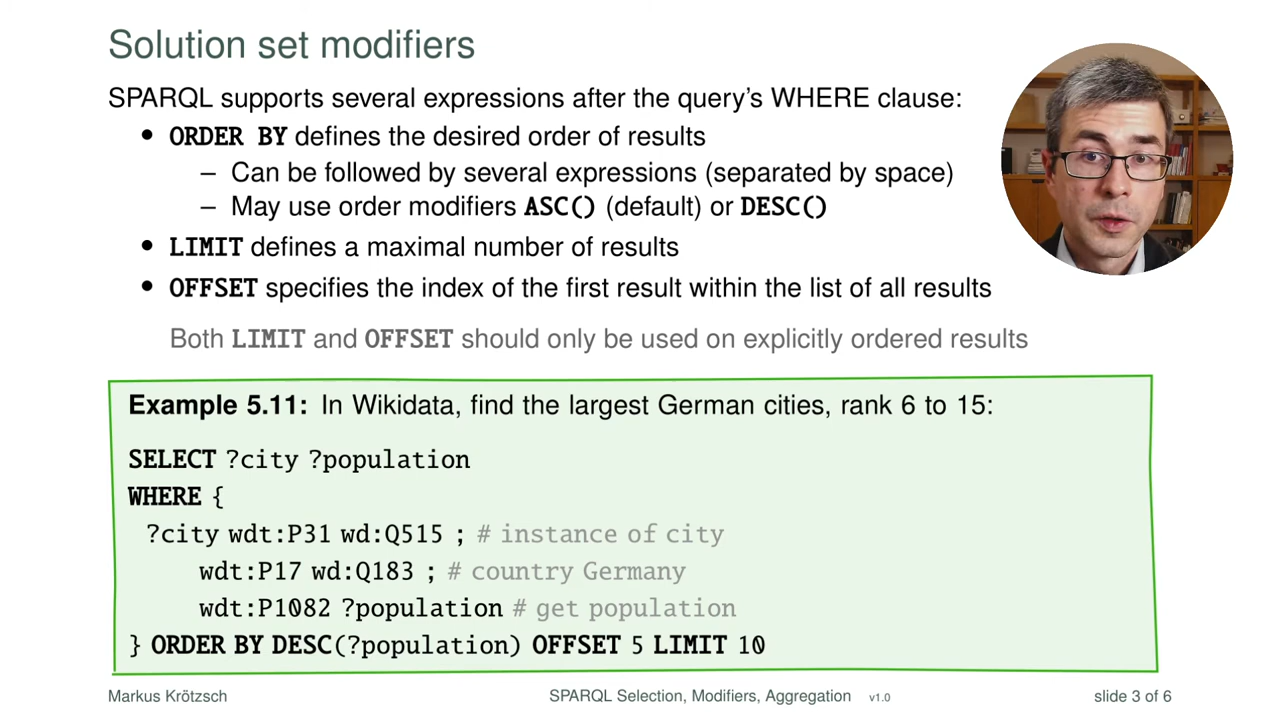 Solution set modifiers
SPARQL supports several expressions after the query's WHERE clause:
• ORDER BY defines the desired order of results
– Can be followed by several expressions (separated by space)
– May use order modifiers ASC() (default) or DESC()
• LIMIT defines a maximal number of results
• OFFSET specifies the index of the first result within the list of all results
Both LIMIT and OFFSET should only be used on explicitly ordered results
Example 5.11: In Wikidata, find the largest German cities, rank 6 to 15:
SELECT ?city ?population
WHERE {
?city wdt:P31 wd:Q515 ; # instance of city
wdt:P17 wd:Q183 ; # country Germany
wdt:P1082 ?population # get population
} ORDER BY DESC(?population) OFFSET 5 LIMIT 10
Markus Krötzsch SPARQL Selection, Modifiers, Aggregation v1.0 slide 3 of 6